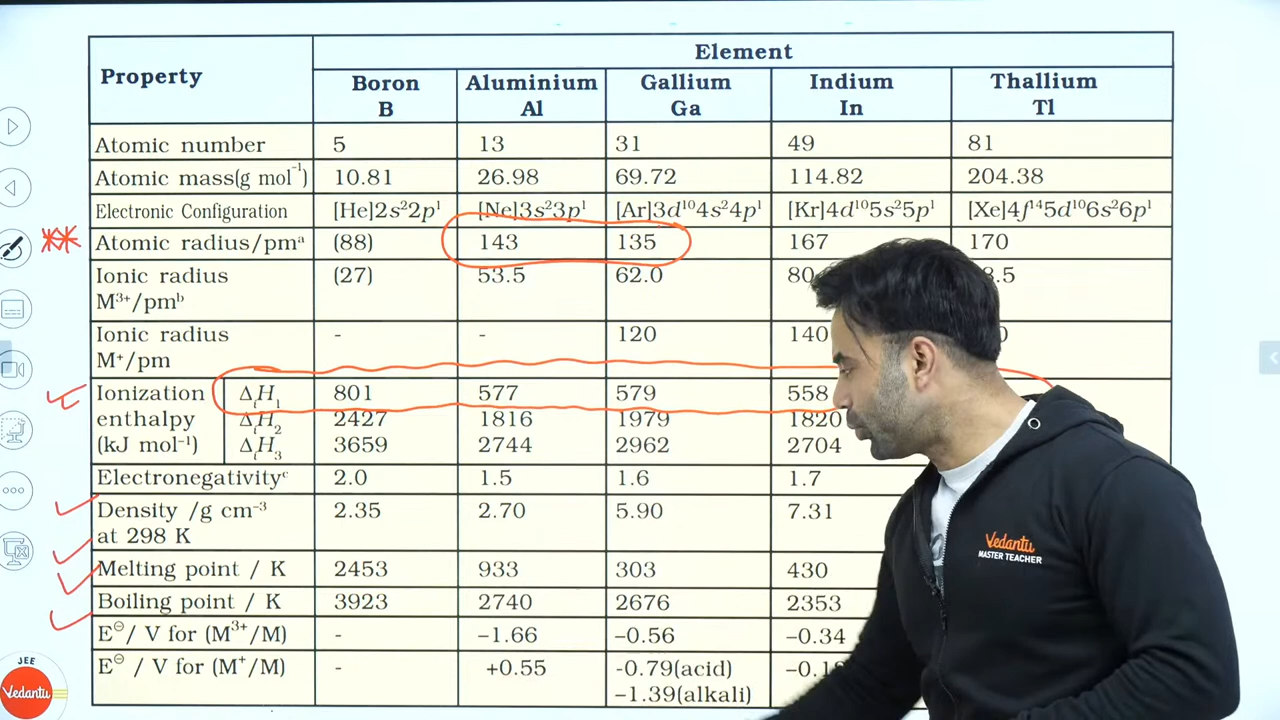 Property
Element
Boron Aluminium Gallium Indium Thallium
B Al Ga In Tl
Atomic number 5 13 31 49 81
Atomic mass(g mol⁻¹) 10.81 26.98 69.72 114.82 204.38
Electronic Configuration [He]2s²2p¹ [Ne]3s²3p¹ [Ar]3d¹⁰4s²4p¹ [Kr]4d¹⁰5s²5p¹ [Xe]4f¹⁴5d¹⁰6s²6p¹
Atomic radius/pmᵃ (88) 143 135 167 170
Ionic radius (27) 53.5 62.0 80
M³⁺/pmᵇ
Ionic radius - - 120 140
M⁺/pm
Ionization ΔᵢH₁ 801 577 579 558
enthalpy ΔᵢH₂ 2427 1816 1979 1820
(kJ mol⁻¹) ΔᵢH₃ 3659 2744 2962 2704
Electronegativityᶜ 2.0 1.5 1.6 1.7
Density /g cm⁻³ 2.35 2.70 5.90 7.31
at 298 K
Melting point / K 2453 933 303 430
Boiling point / K 3923 2740 2676 2353
E⊖/ V for (M³⁺/M) - –1.66 –0.56 –0.34
E⊖ / V for (M⁺/M) - +0.55 -0.79(acid)
–1.39(alkali)
Vedantu
MASTER TEACHER
JEE
Vedantu